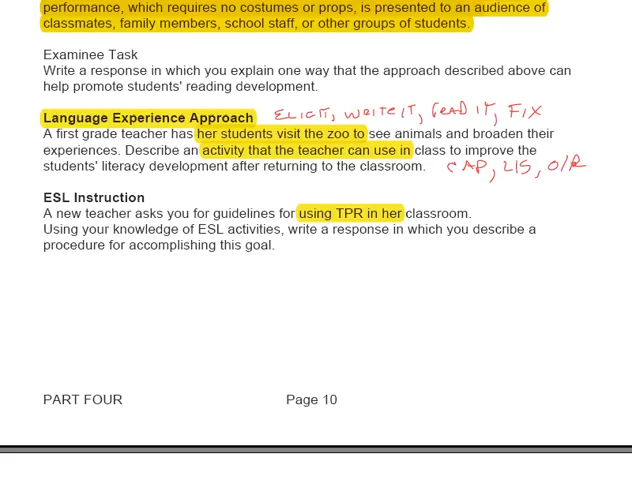 performance, which requires no costumes or props, is presented to an audience of
classmates, family members, school staff, or other groups of students.
Examinee Task
Write a response in which you explain one way that the approach described above can
help promote students' reading development.
Language Experience Approach ELICIT, WRITE IT, READ IT, FIX
A first grade teacher has her students visit the zoo to see animals and broaden their
experiences. Describe an activity that the teacher can use in class to improve the
students' literacy development after returning to the classroom. CAP, LIS, O/R
ESL Instruction
A new teacher asks you for guidelines for using TPR in her classroom.
Using your knowledge of ESL activities, write a response in which you describe a
procedure for accomplishing this goal.
PART FOUR Page 10